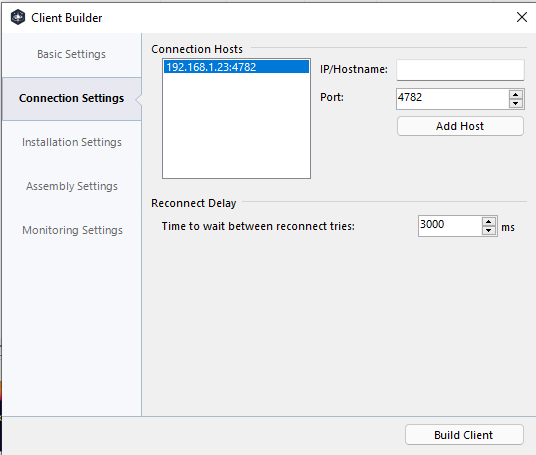 Client Builder
Basic Settings
Connection Settings
Installation Settings
Assembly Settings
Monitoring Settings
Connection Hosts
192.168.1.23:4782
IP/Hostname:
Port:
4782
Add Host
Reconnect Delay
Time to wait between reconnect tries:
3000
ms
Build Client